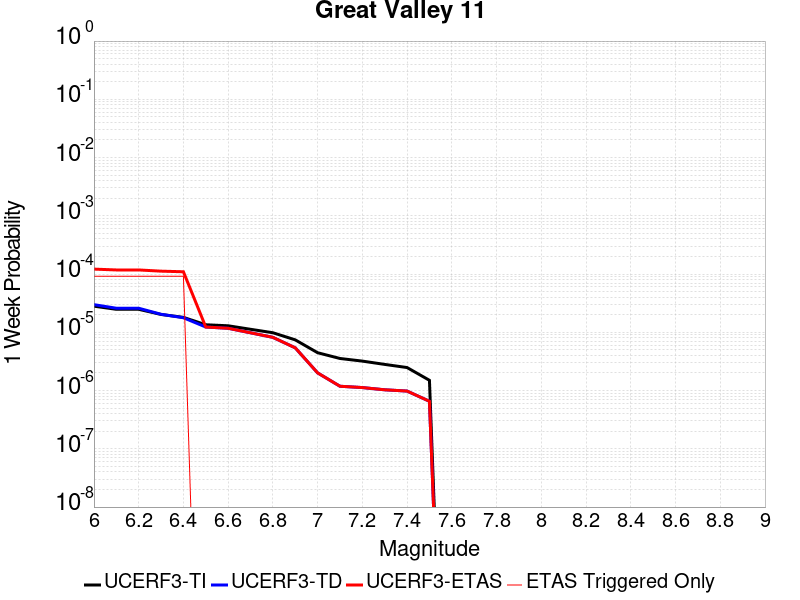 Great Valley 11
10^0
10^-1
10^-2
10^-3
10^-4
10^-5
10^-6
10^-7
10^-8
1 Week Probability
6 6.2 6.4 6.6 6.8 7 7.2 7.4 7.6 7.8 8 8.2 8.4 8.6 8.8 9
Magnitude
UCERF3-TI UCERF3-TD UCERF3-ETAS ETAS Triggered Only